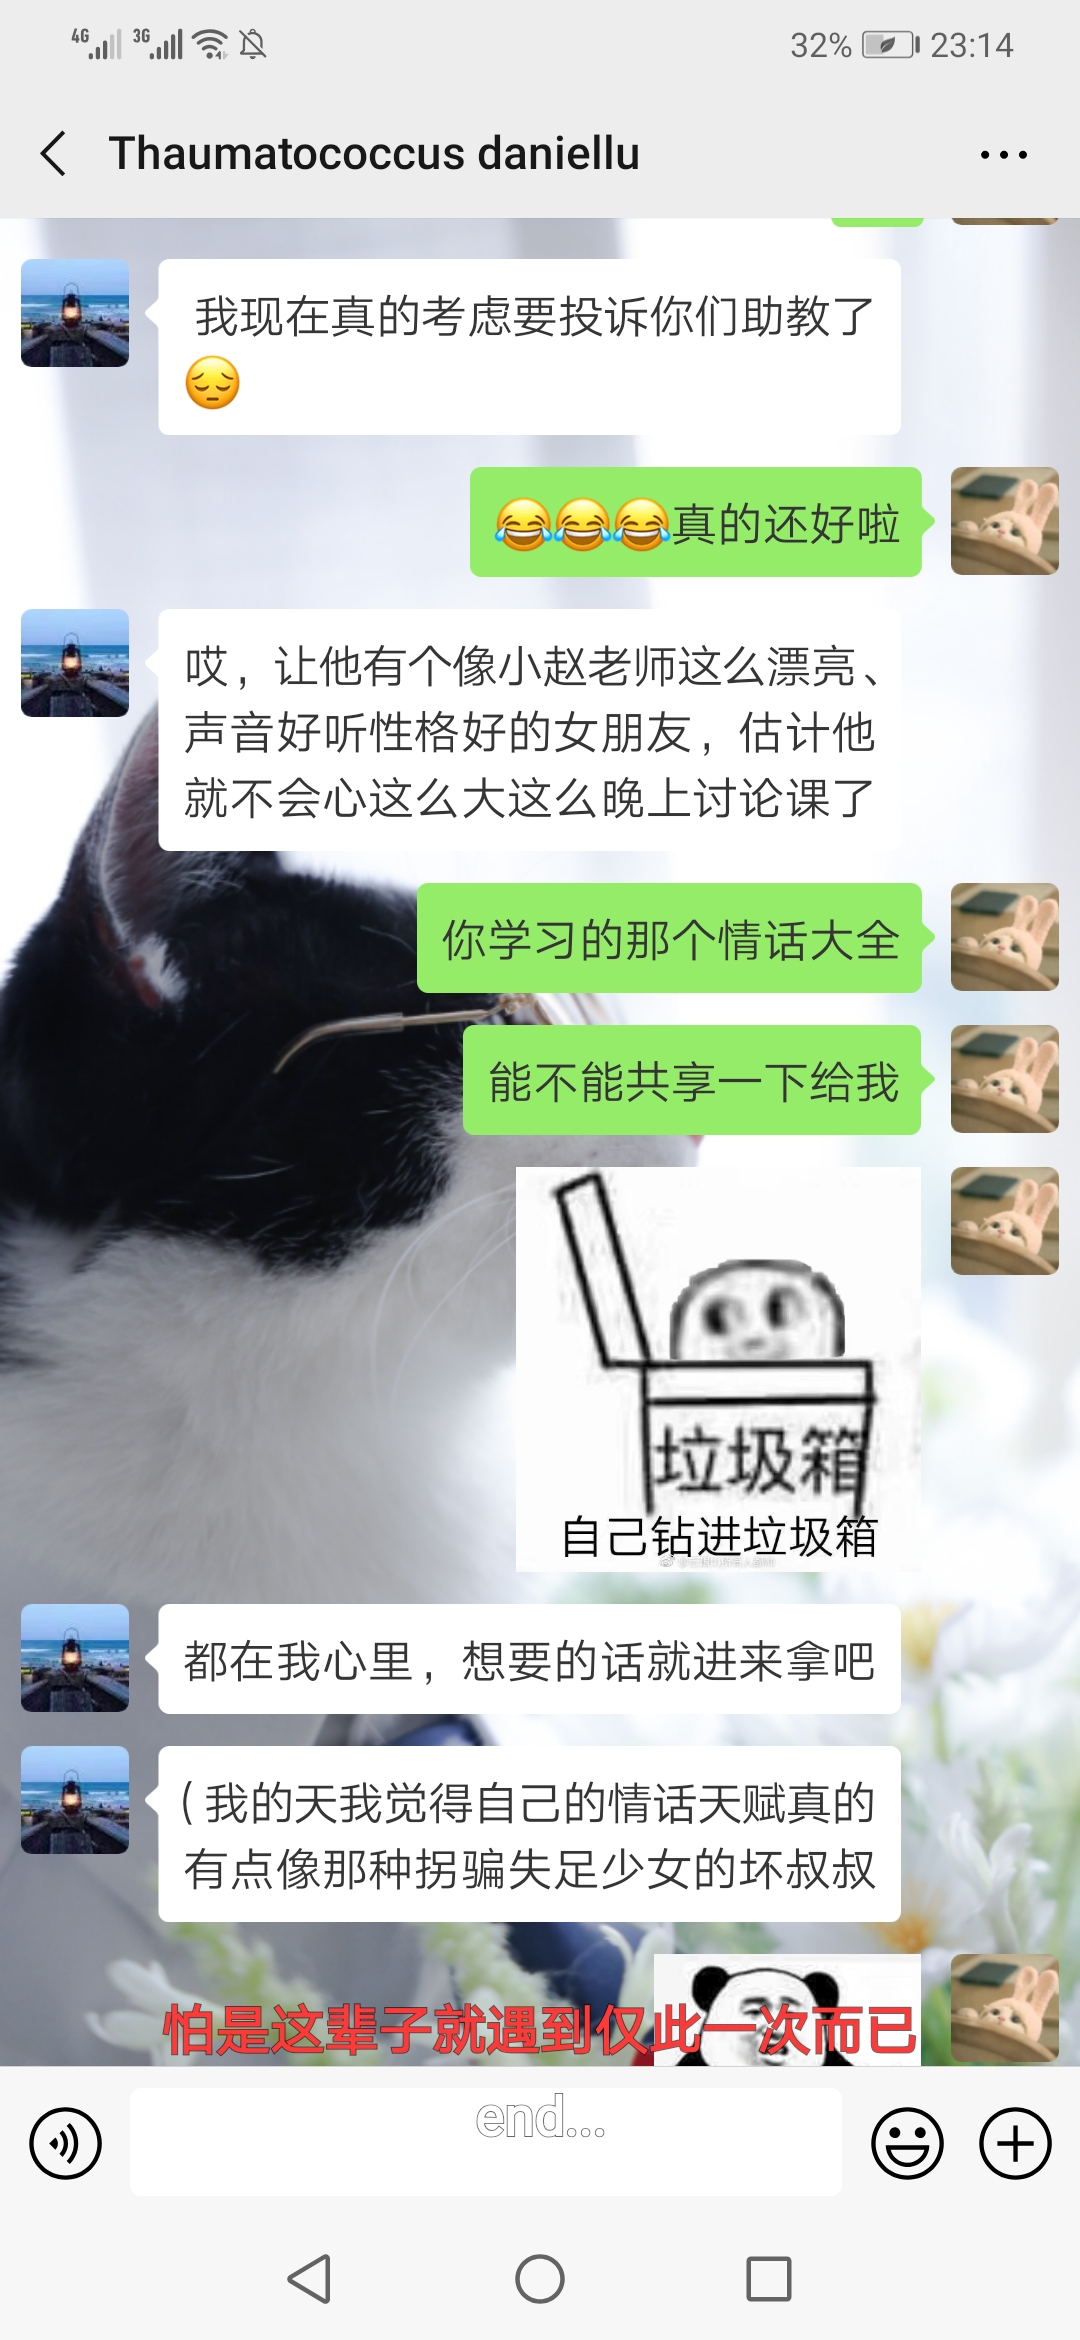 4G 3G 32% 23:14
Thaumatococcus daniellu
我现在真的考虑要投诉你们助教了
😔
😂😂😂真的还好啦
哎，让他有个像小赵老师这么漂亮、
声音好听性格好的女朋友，估计他
就不会心这么大这么晚上讨论课了
你学习的那个情话大全
能不能共享一下给我
垃圾箱
自己钻进垃圾箱
都在我心里，想要的话就进来拿吧
（我的天我觉得自己的情话天赋真的
有点像那种拐骗失足少女的坏叔叔
怕是这辈子就遇到仅此一次而已
end...